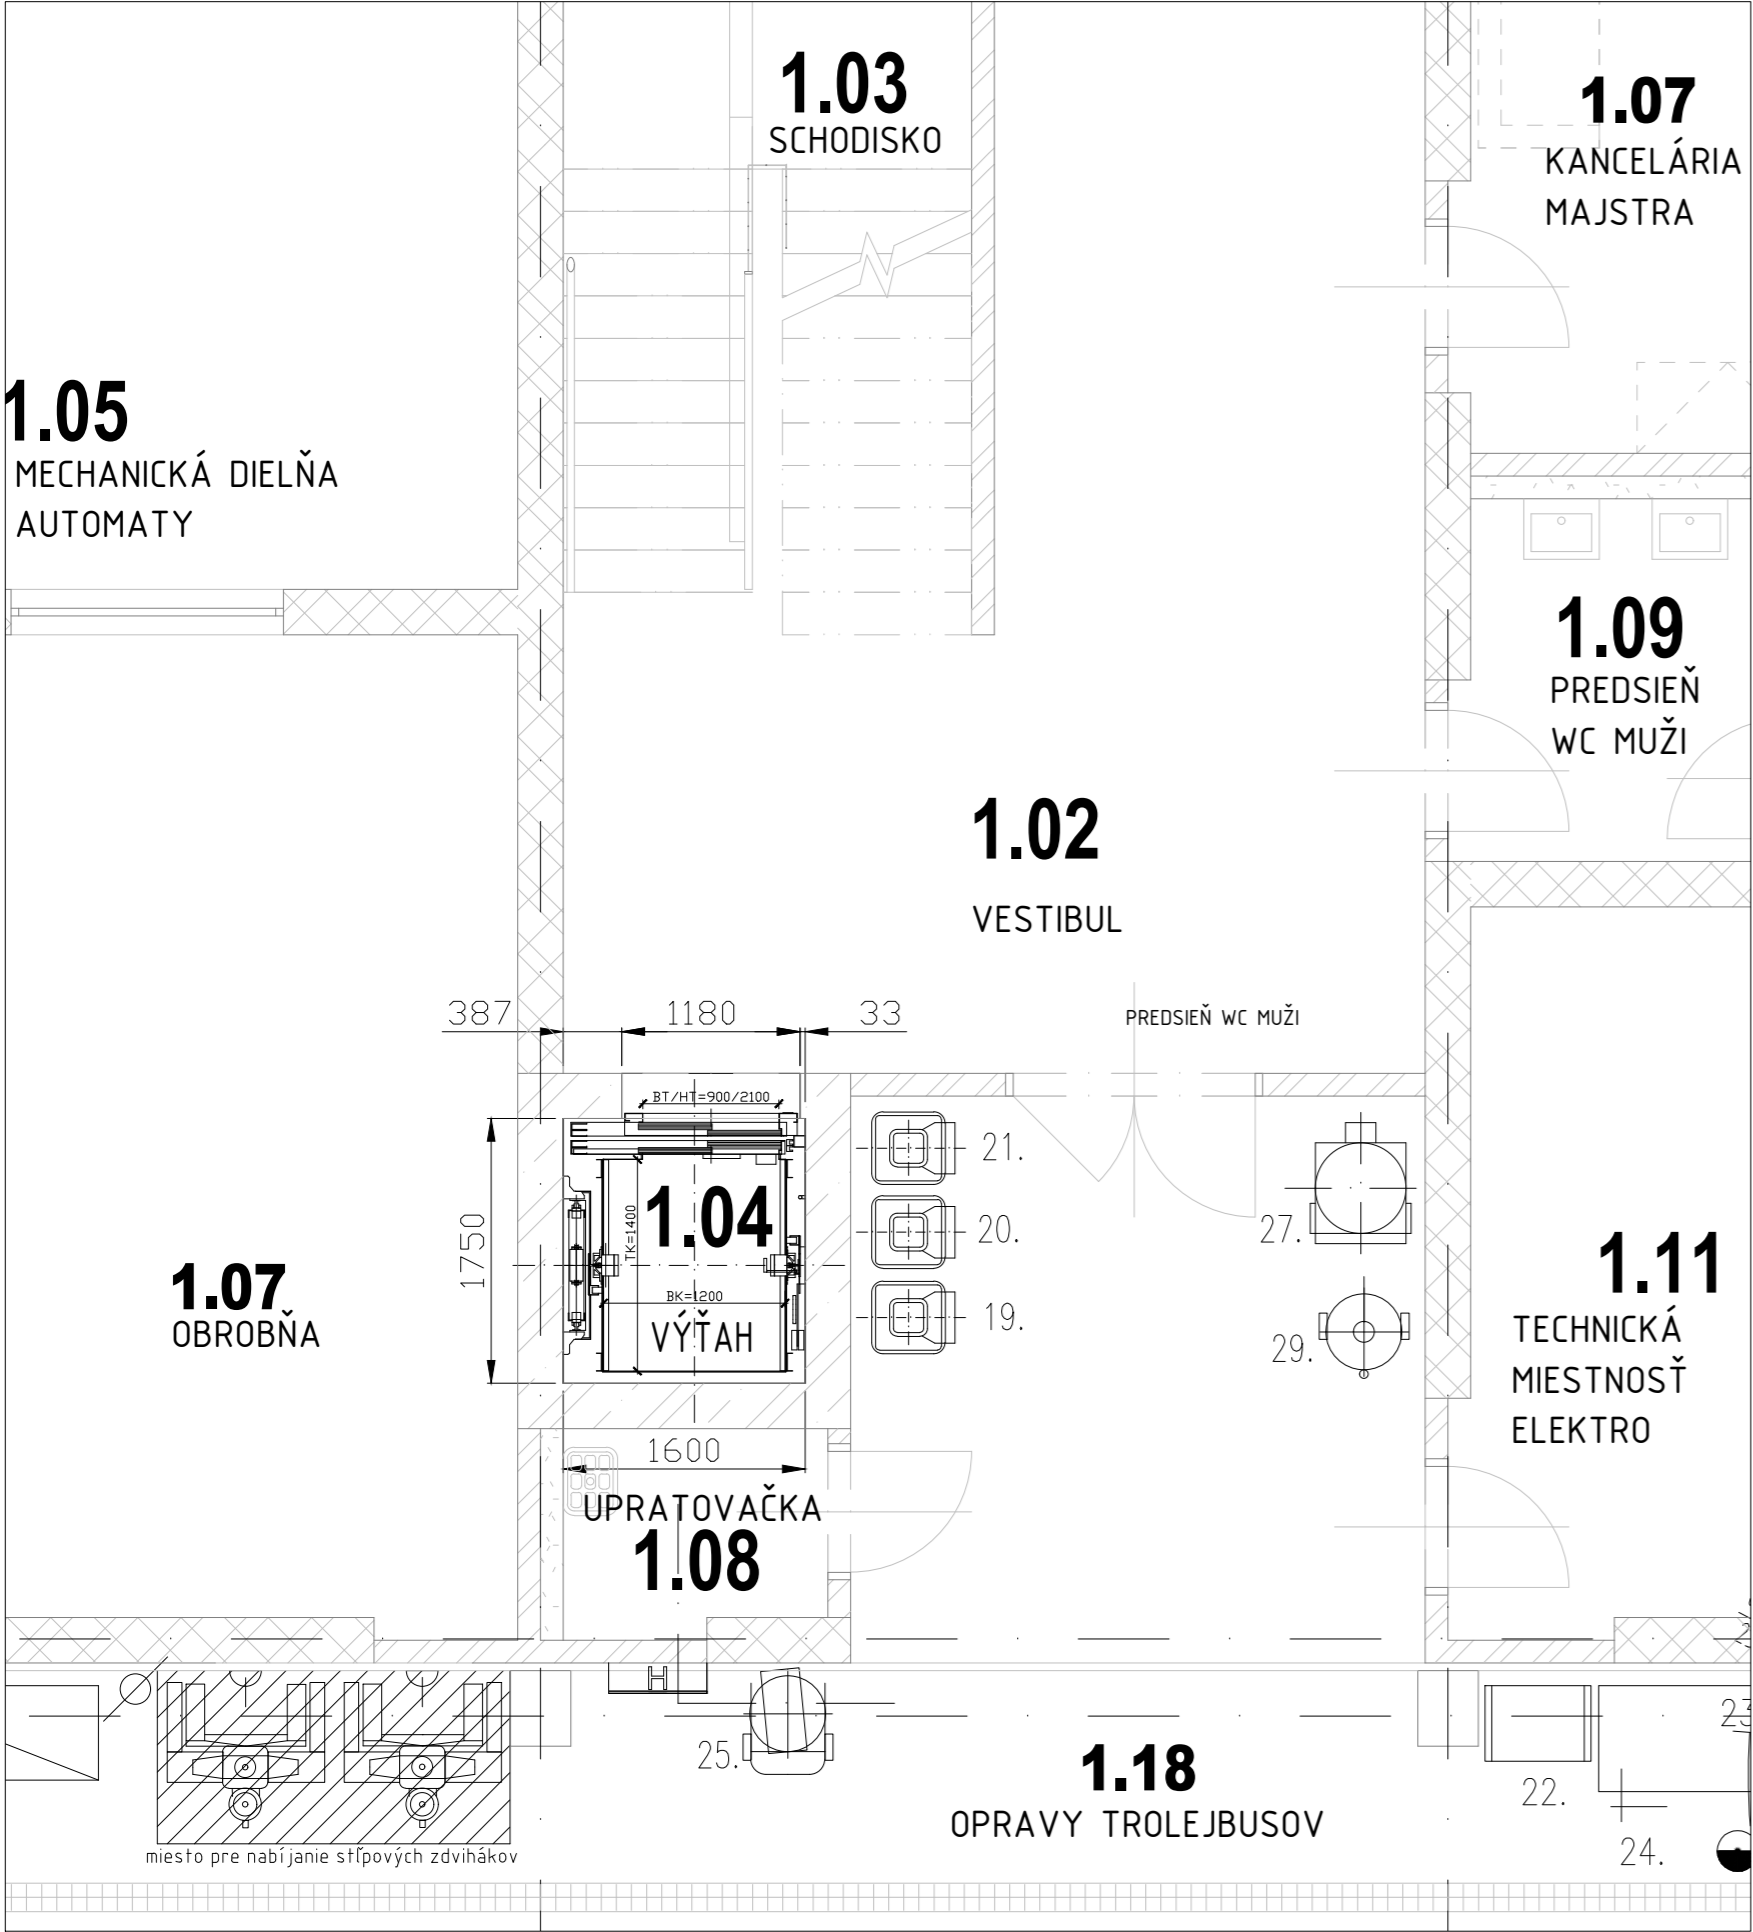 1.03
SCHODISKO
1.07
KANCELÁRIA
MAJSTRA
1.05
MECHANICKÁ DIELŇA
AUTOMATY
1.09
PREDSIEŇ
WC MUŽI
1.02
VESTIBUL
387
1180
33
PREDSIEŇ WC MUŽI
BT/HT=900/2100
1750
TK=1400
1.04
BK=1200
VÝŤAH
21.
20.
19.
27.
29.
1.07
OBROBŇA
1.11
TECHNICKÁ
MIESTNOSŤ
ELEKTRO
1600
UPRATOVAČKA
1.08
25.
1.18
OPRAVY TROLEJBUSOV
22.
23
24.
miesto pre nabíjanie stĺpových zdvihákov